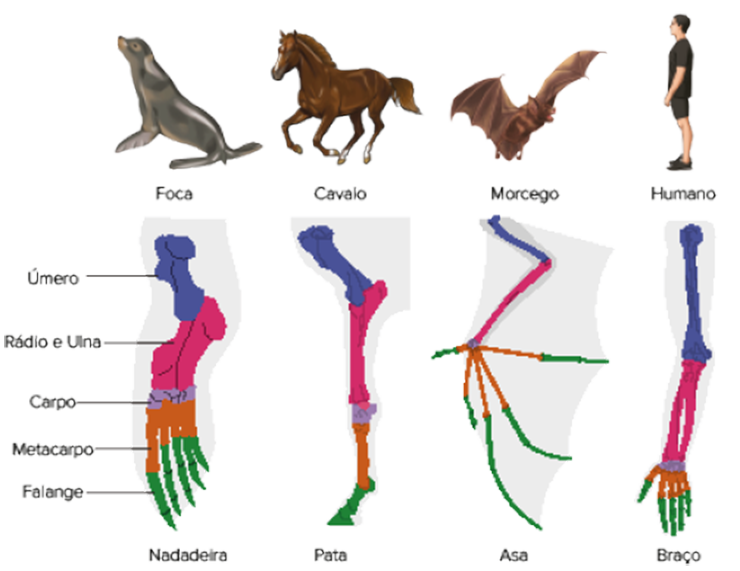 Foca Cavalo Morcego Humano
Úmero
Rádio e Ulna
Carpo
Metacarpo
Falange
Nadadeira Pata Asa Braço